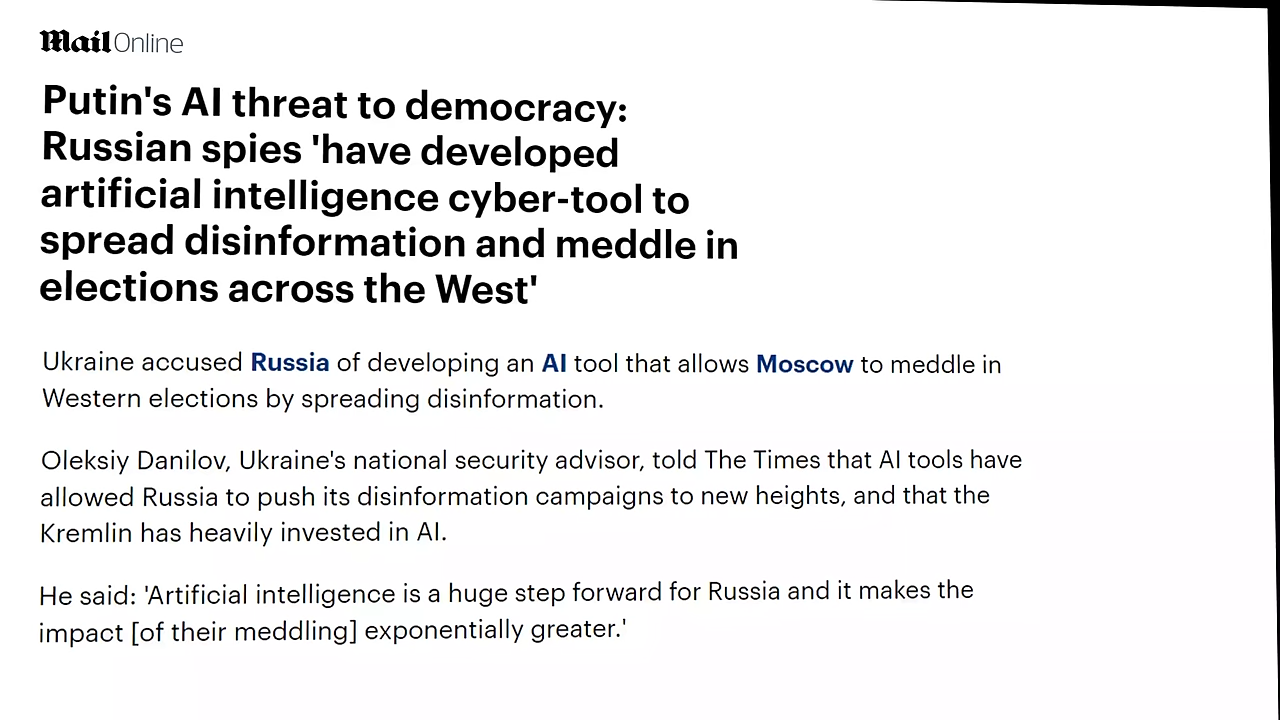 Mail Online
Putin's AI threat to democracy:
Russian spies 'have developed
artificial intelligence cyber-tool to
spread disinformation and meddle in
elections across the West'
Ukraine accused Russia of developing an AI tool that allows Moscow to meddle in
Western elections by spreading disinformation.
Oleksiy Danilov, Ukraine's national security advisor, told The Times that AI tools have
allowed Russia to push its disinformation campaigns to new heights, and that the
Kremlin has heavily invested in AI.
He said: 'Artificial intelligence is a huge step forward for Russia and it makes the
impact [of their meddling] exponentially greater.'